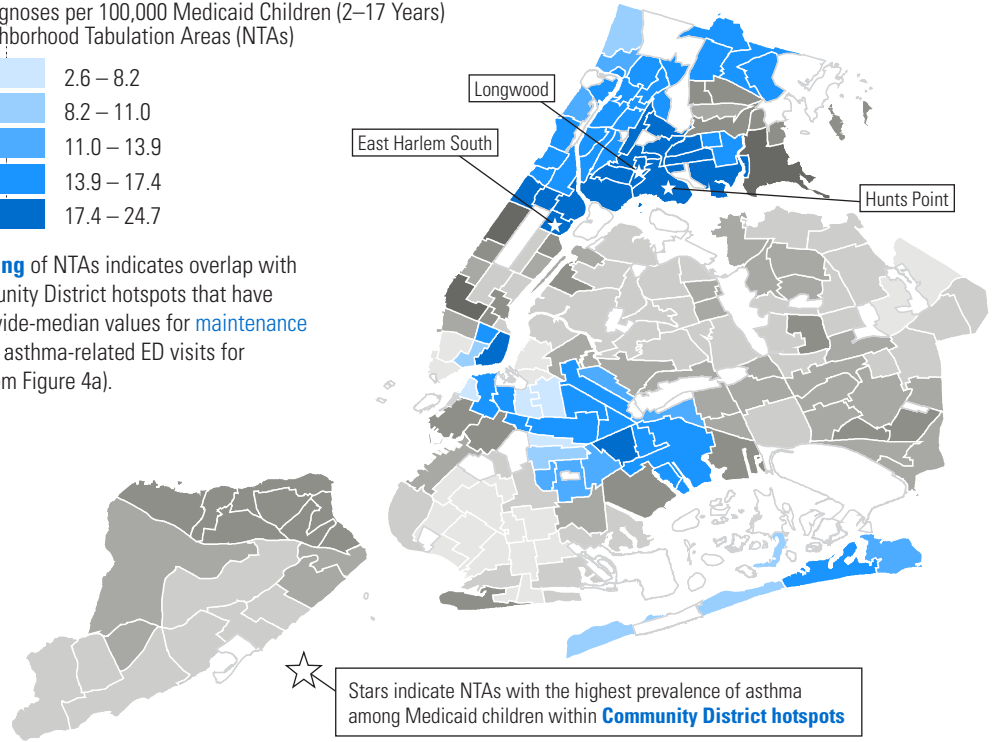 gnoses per 100,000 Medicaid Children (2–17 Years)
ghborhood Tabulation Areas (NTAs)
2.6 – 8.2
8.2 – 11.0
11.0 – 13.9
13.9 – 17.4
17.4 – 24.7
Longwood
East Harlem South
Hunts Point
ng of NTAs indicates overlap with
unity District hotspots that have
wide-median values for maintenance
asthma-related ED visits for
om Figure 4a).
Stars indicate NTAs with the highest prevalence of asthma
among Medicaid children within Community District hotspots